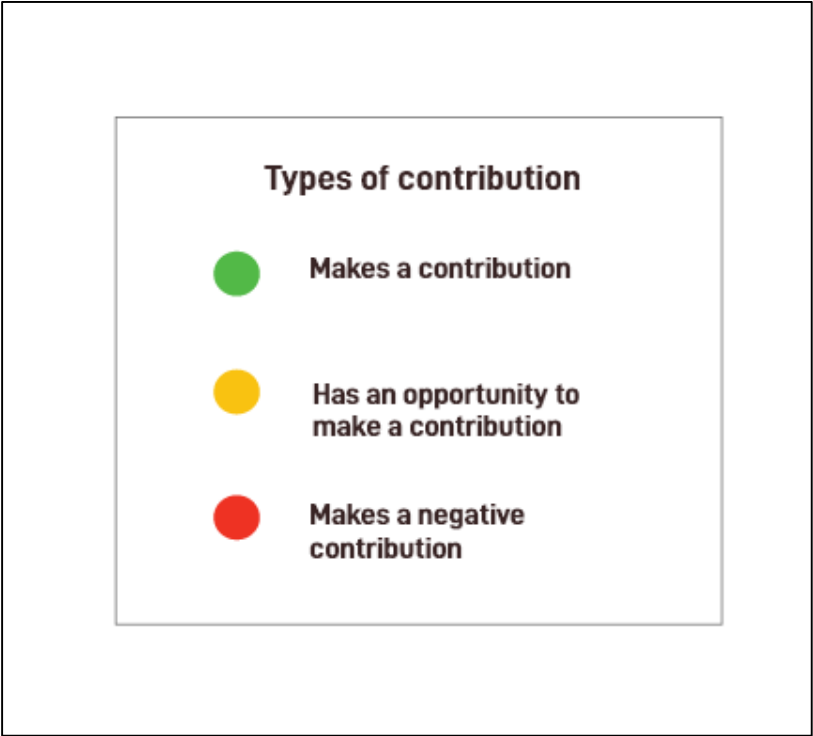 Types of contribution
Makes a contribution
Has an opportunity to
make a contribution
Makes a negative
contribution